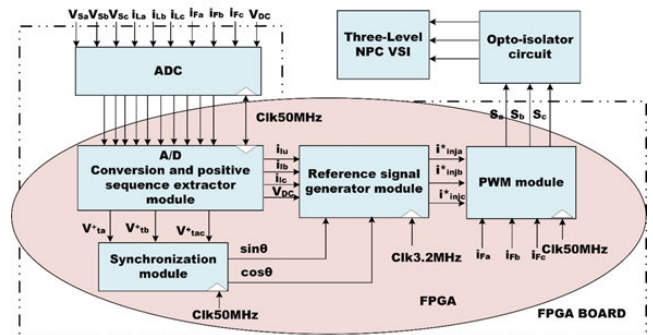 VSa VSb VSc iLa iLb iLc iFa iFb iFc VDC
ADC
Three-Level
NPC VSI
Opto-isolator
circuit
Clk50MHz
Sa Sb Sc
A/D
Conversion and positive
sequence extractor
module
ilu
ilb
ilc
VDC
Reference signal
generator module
i*inja
i*injb
i*injc
PWM module
V+ta V+tb V+tac
sinθ
cosθ
Synchronization
module
Clk3.2MHz
iFa iFb iFc
Clk50MHz
Clk50MHz
FPGA
FPGA BOARD